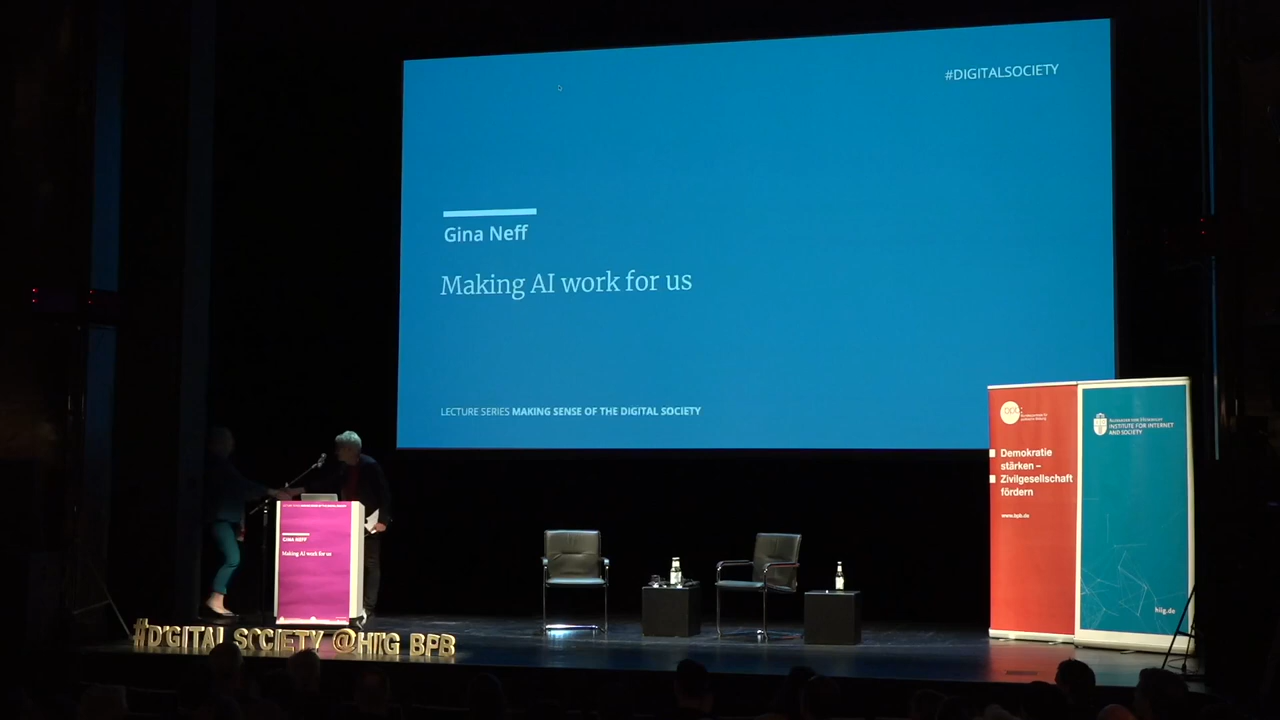 #DIGITALSOCIETY
Gina Neff
Making AI work for us
LECTURE SERIES MAKING SENSE OF THE DIGITAL SOCIETY
GINA NEFF
Making AI work for us
#DIGITAL SOCIETY @HIIG BPB
bpb
Demokratie
stärken –
Zivilgesellschaft
fördern
www.bpb.de
INSTITUTE FOR INTERNET
AND SOCIETY
hiig.de